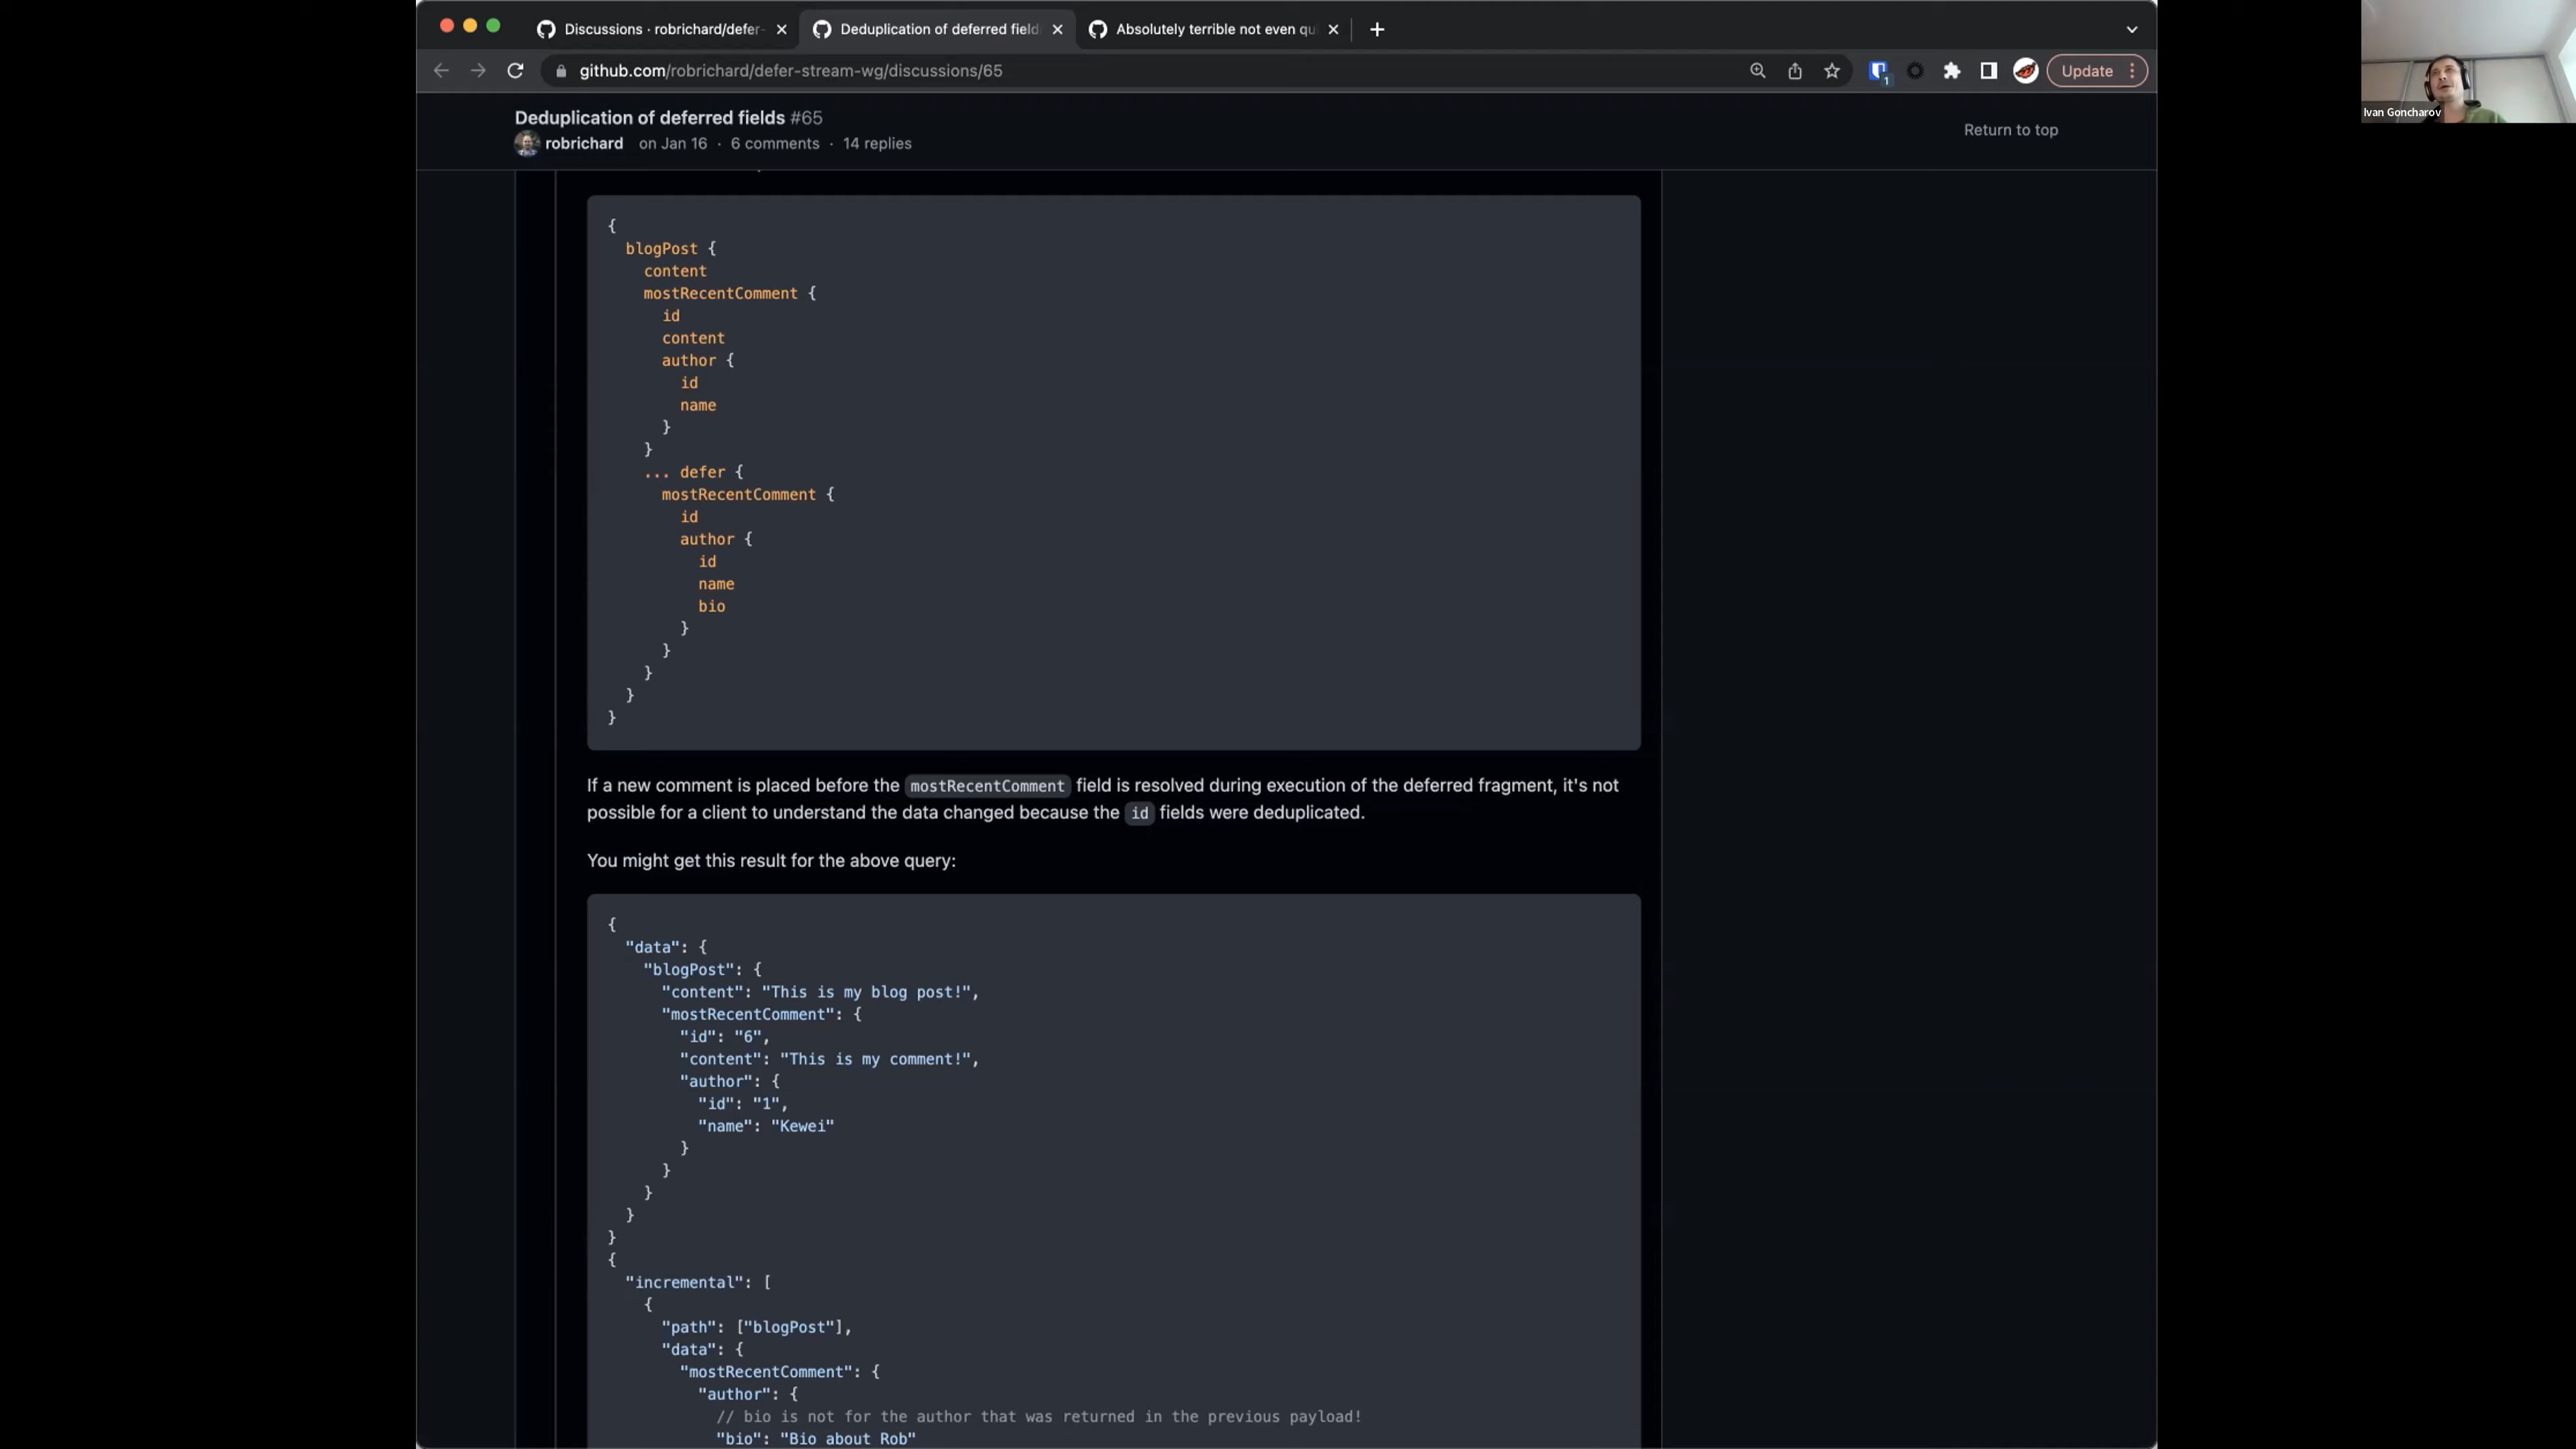 Discussions · robrichard/defer-
Deduplication of deferred field
Absolutely terrible not even qu
github.com/robrichard/defer-stream-wg/discussions/65
1
Update
Ivan Goncharov
Deduplication of deferred fields #65
robrichard on Jan 16 · 6 comments · 14 replies
Return to top
{
  blogPost {
    content
    mostRecentComment {
      id
      content
      author {
        id
        name
      }
    }
    ... defer {
      mostRecentComment {
        id
        author {
          id
          name
          bio
        }
      }
    }
  }
}
If a new comment is placed before the mostRecentComment field is resolved during execution of the deferred fragment, it's not
possible for a client to understand the data changed because the id fields were deduplicated.
You might get this result for the above query:
{
  "data": {
    "blogPost": {
      "content": "This is my blog post!",
      "mostRecentComment": {
        "id": "6",
        "content": "This is my comment!",
        "author": {
          "id": "1",
          "name": "Kewei"
        }
      }
    }
  }
}
{
  "incremental": [
    {
      "path": ["blogPost"],
      "data": {
        "mostRecentComment": {
          "author": {
            // bio is not for the author that was returned in the previous payload!
            "bio": "Bio about Rob"